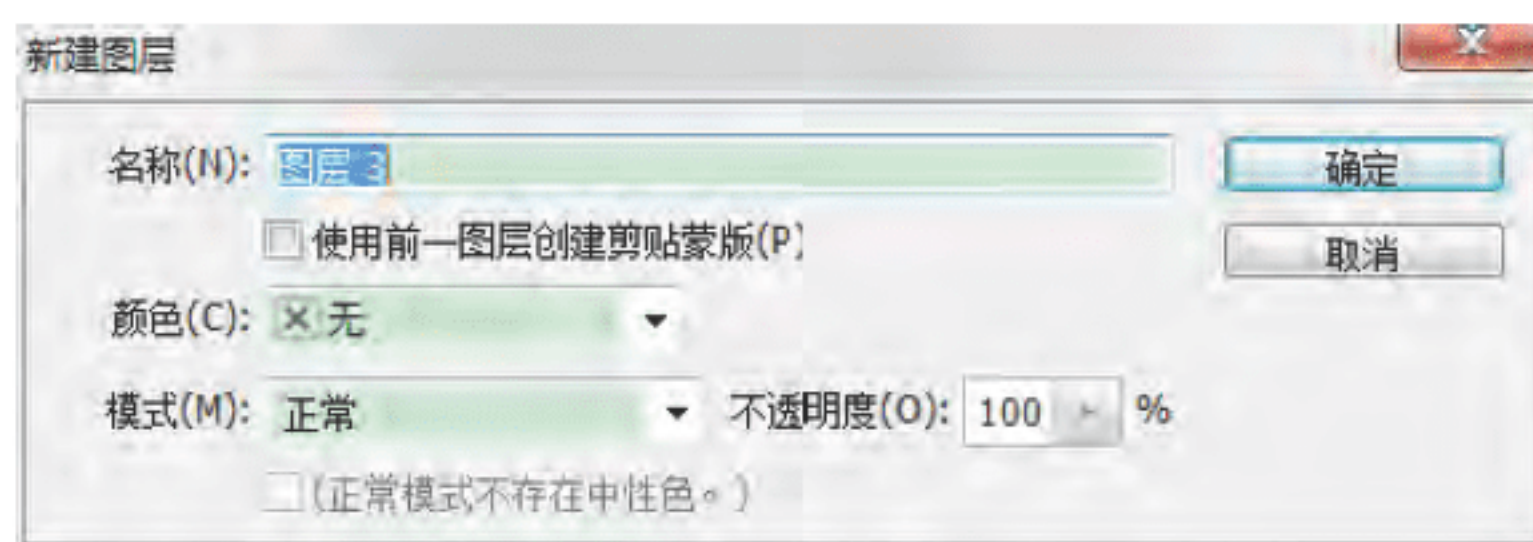 新建图层
名称(N): 图层 3 确定
使用前一图层创建剪贴蒙版(P) 取消
颜色(C): 无
模式(M): 正常 不透明度(O): 100 %
(正常模式不存在中性色。)